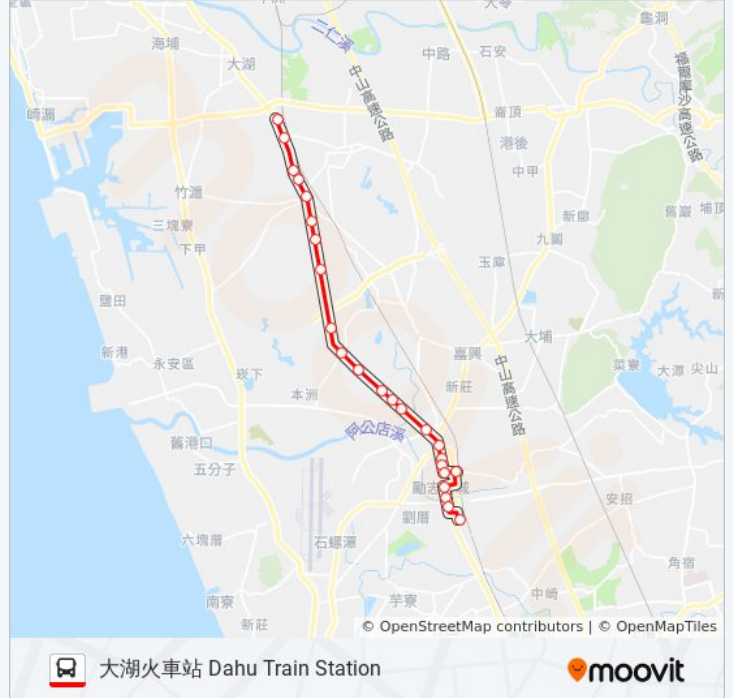 大苓
龜洞
海埔
二仁溪
中路
石安
大湖
中山高速公路
福爾摩沙高速公路
崎漏
崙頂
港後
中甲
竹滬
舊巖
埔頂
三塊寮
新廍
下甲
九鬮
玉庫
鹽田
新
大埔
新港
嘉興
永安區
崁下
菜寮
大潭
尖山
新莊
中山高速公路
本洲
阿公店溪
舊港口
五分子
勵志
城
安招
劉厝
六塊厝
石螺潭
角宿
中崎
南寮
芋寮
新莊
© OpenStreetMap contributors | © OpenMapTiles
大湖火車站 Dahu Train Station
moovit